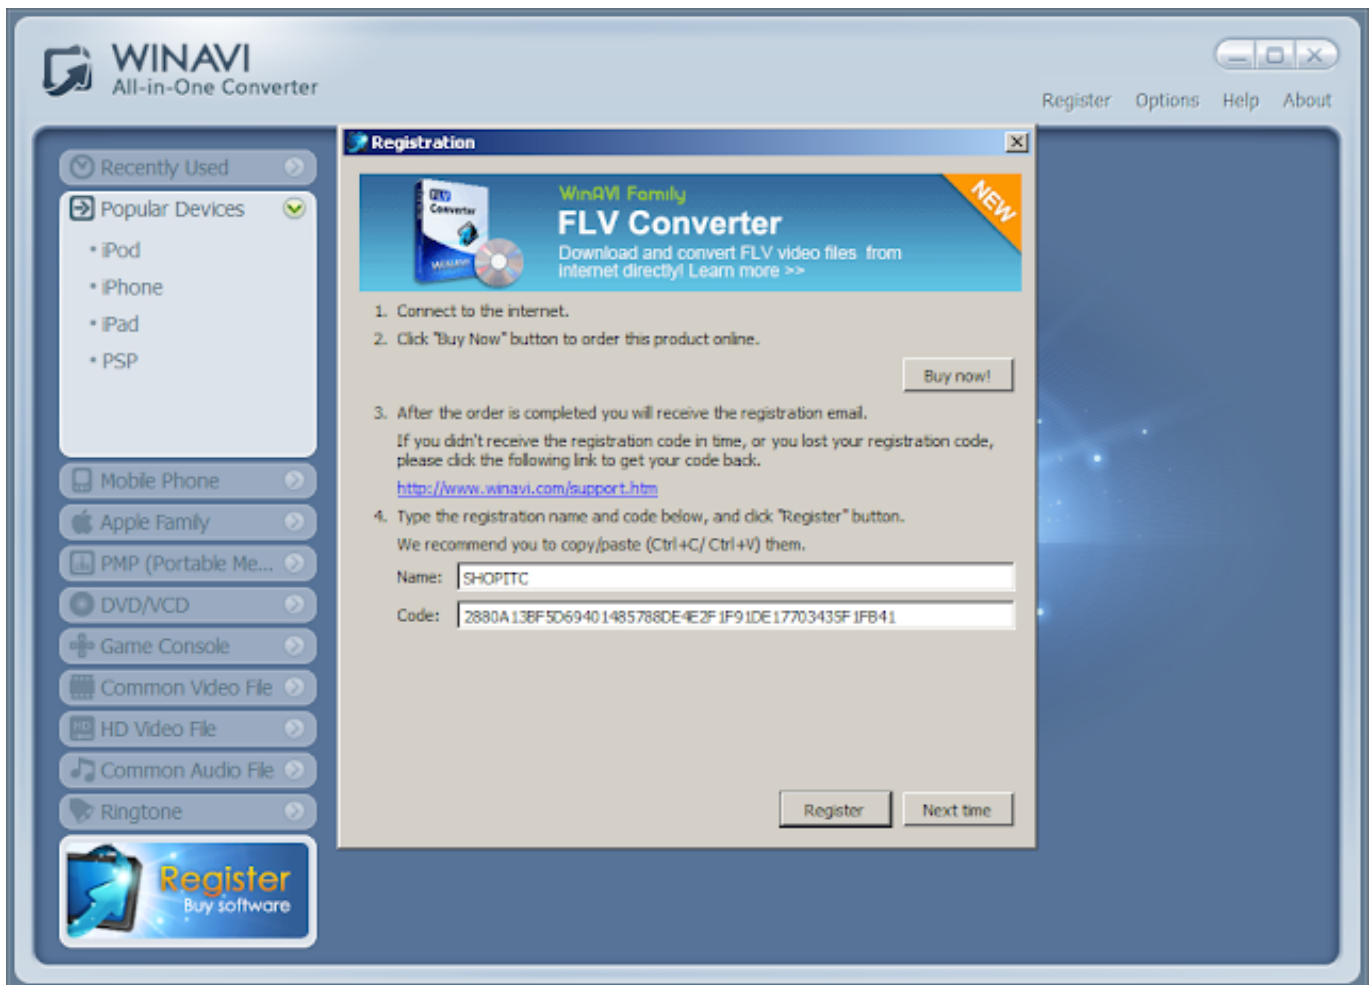 WINAVI
All-in-One Converter
Register Options Help About
Recently Used
Popular Devices
• iPod
• iPhone
• iPad
• PSP
Mobile Phone
Apple Family
PMP (Portable Me...
DVD/VCD
Game Console
Common Video File
HD Video File
Common Audio File
Ringtone
Register
Buy software
Registration
FLV
Converter
WINAVI
WinAVI Family
FLV Converter
Download and convert FLV video files from
internet directly! Learn more >>
NEW
1. Connect to the internet.
2. Click "Buy Now" button to order this product online.
Buy now!
3. After the order is completed you will receive the registration email.
If you didn't receive the registration code in time, or you lost your registration code,
please click the following link to get your code back.
http://www.winavi.com/support.htm
4. Type the registration name and code below, and click "Register" button.
We recommend you to copy/paste (Ctrl+C/ Ctrl+V) them.
Name: SHOPITC
Code: 2880A13BF5D69401485788DE4E2F1F91DE17703435F1FB41
Register Next time